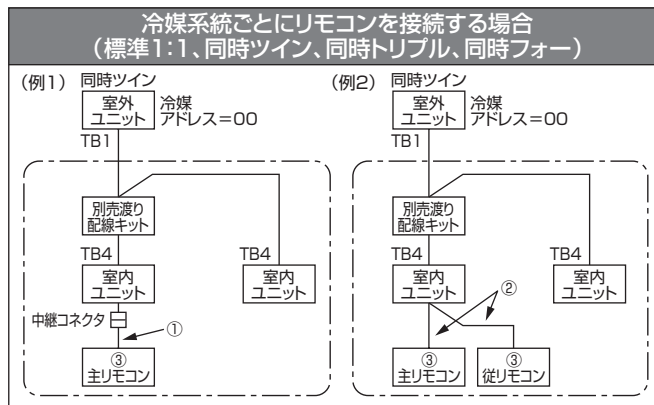 冷媒系統ごとにリモコンを接続する場合
（標準1：1、同時ツイン、同時トリプル、同時フォー）
（例1） 同時ツイン
室外
ユニット
冷媒
アドレス＝00
TB1
別売渡り
配線キット
TB4
室内
ユニット
TB4
室内
ユニット
中継コネクタ
①
③
主リモコン
（例2） 同時ツイン
室外
ユニット
冷媒
アドレス＝00
TB1
別売渡り
配線キット
TB4
室内
ユニット
TB4
室内
ユニット
②
③
主リモコン
③
従リモコン